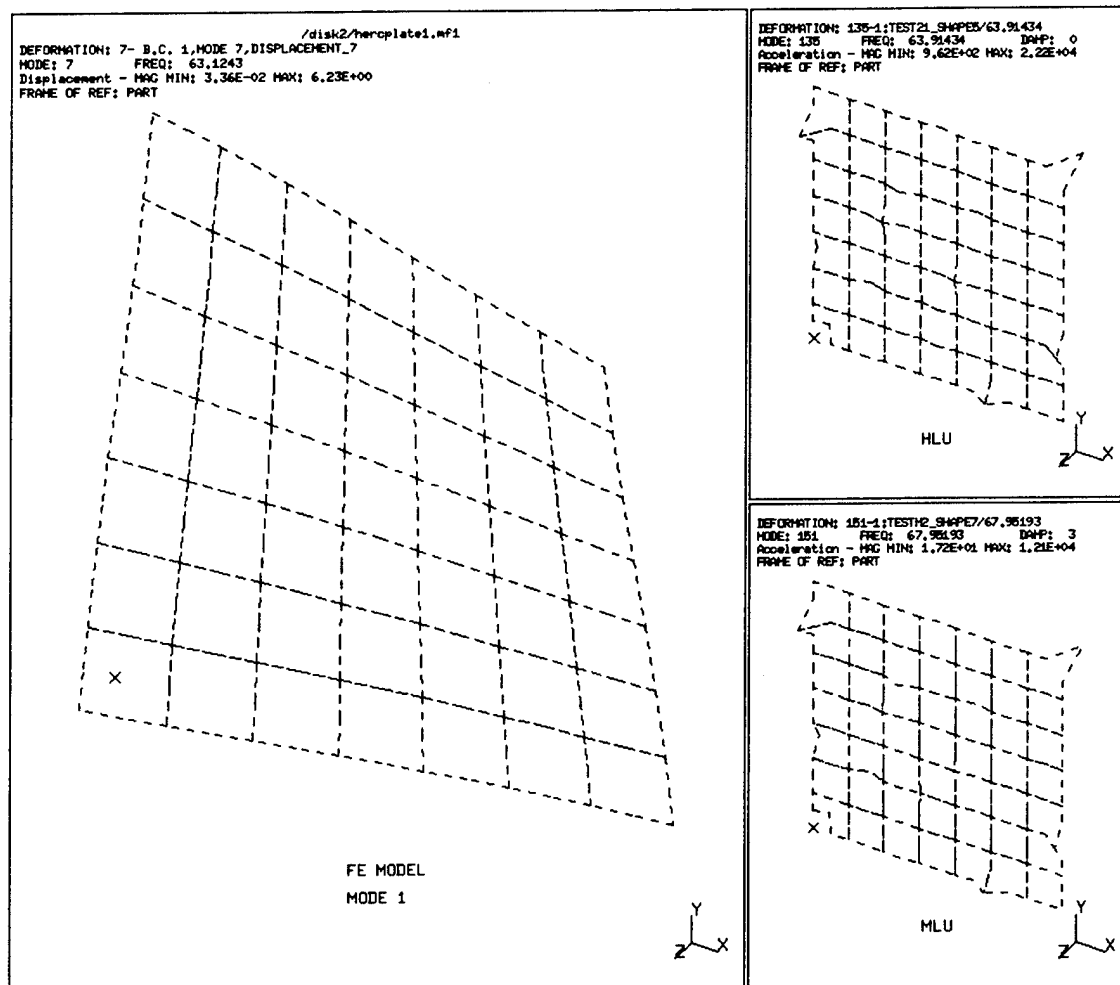 /disk2/hercplate1.mf1
DEFORMATION: 7- B.C. 1,MODE 7,DISPLACEMENT_7
MODE: 7 FREQ: 63.1243
Displacement - MAG MIN: 3.36E-02 MAX: 6.23E+00
FRAME OF REF: PART
FE MODEL
MODE 1
Y
Z X
DEFORMATION: 135-1:TEST21_SHAPE5/63.91434
MODE: 135 FREQ: 63.91434 DAMP: 0
Acceleration - MAG MIN: 9.62E+02 MAX: 2.22E+04
FRAME OF REF: PART
HLU
Y
Z X
DEFORMATION: 151-1:TESTH2_SHAPE7/67.95193
MODE: 151 FREQ: 67.95193 DAMP: 3
Acceleration - MAG MIN: 1.72E+01 MAX: 1.21E+04
FRAME OF REF: PART
MLU
Y
Z X